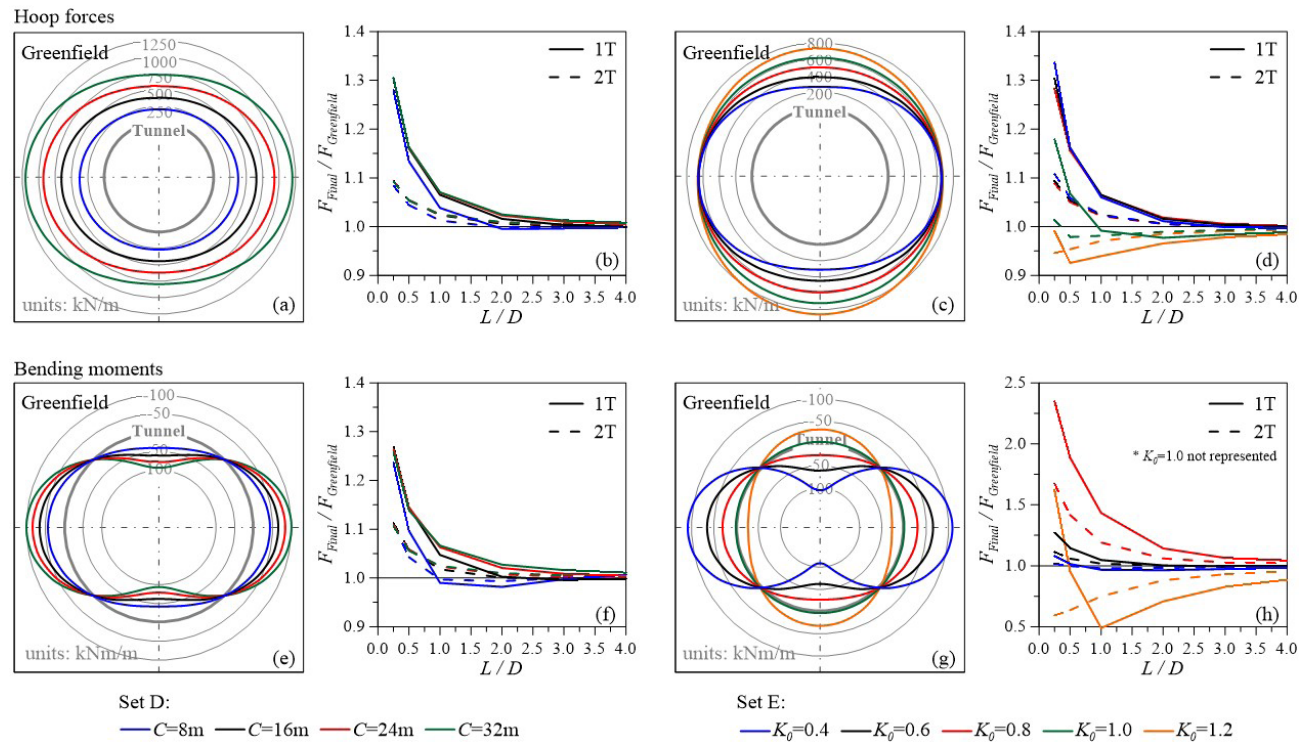 Hoop forces
Greenfield
1250
1000
750
500
250
Tunnel
units: kN/m
(a)
F_Final / F_Greenfield
1.4
1.3
1.2
1.1
1.0
0.9
1T
2T
(b)
0.0 0.5 1.0 1.5 2.0 2.5 3.0 3.5 4.0
L / D
Greenfield
800
600
400
200
Tunnel
units: kN/m
(c)
F_Final / F_Greenfield
1.4
1.3
1.2
1.1
1.0
0.9
1T
2T
(d)
0.0 0.5 1.0 1.5 2.0 2.5 3.0 3.5 4.0
L / D
Bending moments
Greenfield
-100
-50
Tunnel
50
100
units: kNm/m
(e)
F_Final / F_Greenfield
1.4
1.3
1.2
1.1
1.0
0.9
1T
2T
(f)
0.0 0.5 1.0 1.5 2.0 2.5 3.0 3.5 4.0
L / D
Greenfield
-100
-50
Tunnel
50
100
units: kNm/m
(g)
F_Final / F_Greenfield
2.5
2.0
1.5
1.0
0.5
1T
2T
* K₀=1.0 not represented
(h)
0.0 0.5 1.0 1.5 2.0 2.5 3.0 3.5 4.0
L / D
Set D:
C=8m C=16m C=24m C=32m
Set E:
K₀=0.4 K₀=0.6 K₀=0.8 K₀=1.0 K₀=1.2